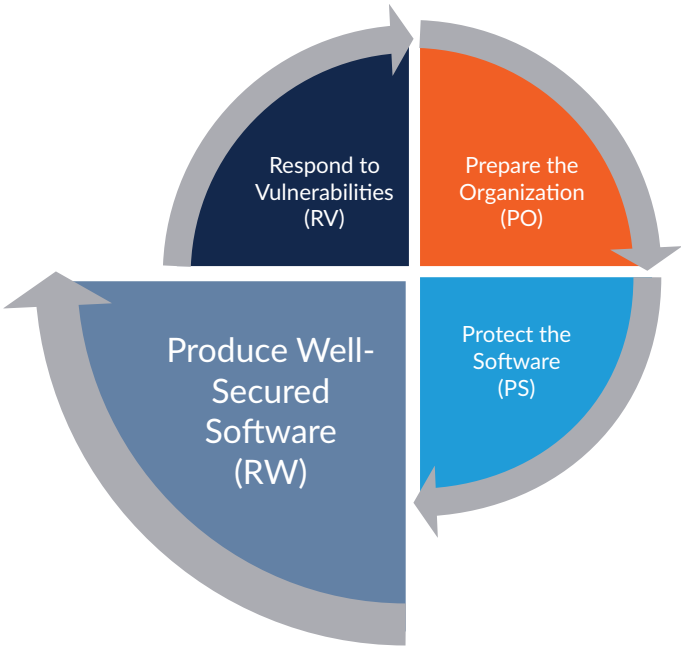 Respond to
Vulnerabilities
(RV)
Prepare the
Organization
(PO)
Protect the
Software
(PS)
Produce Well-
Secured
Software
(RW)